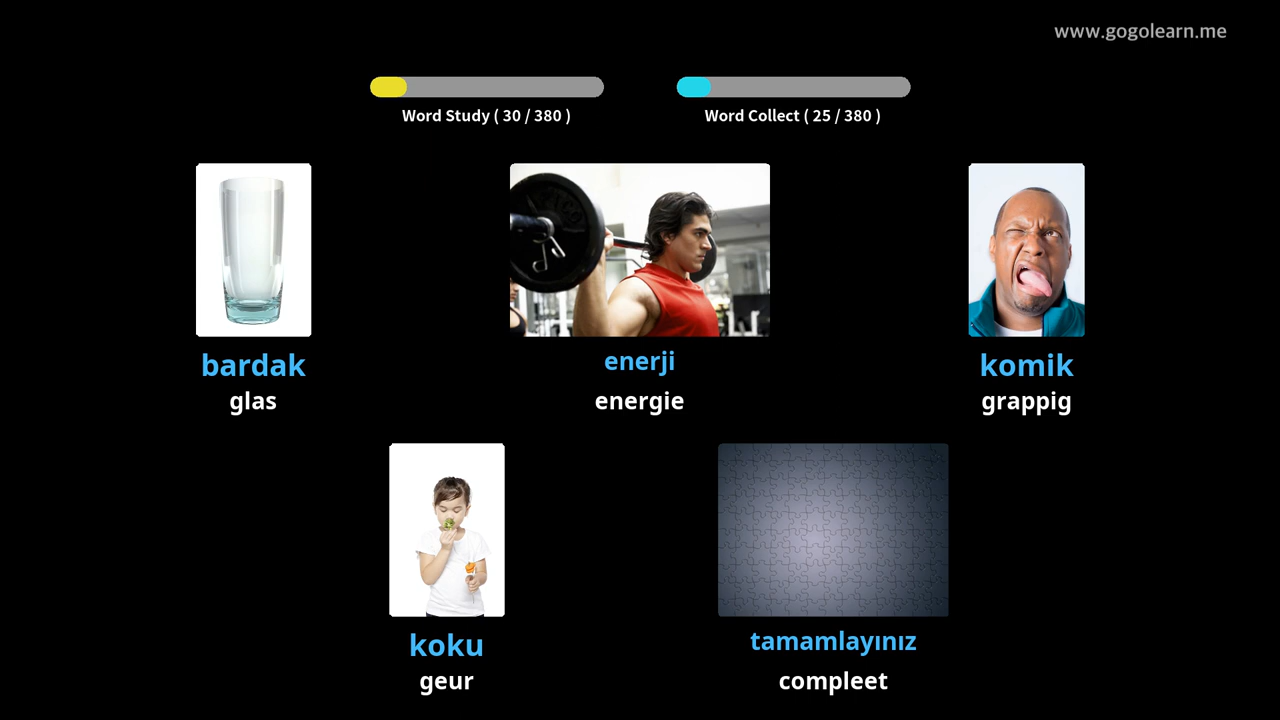 www.gogolearn.me
Word Study ( 30 / 380 )
Word Collect ( 25 / 380 )
bardak
glas
enerji
energie
komik
grappig
koku
geur
tamamlayınız
compleet